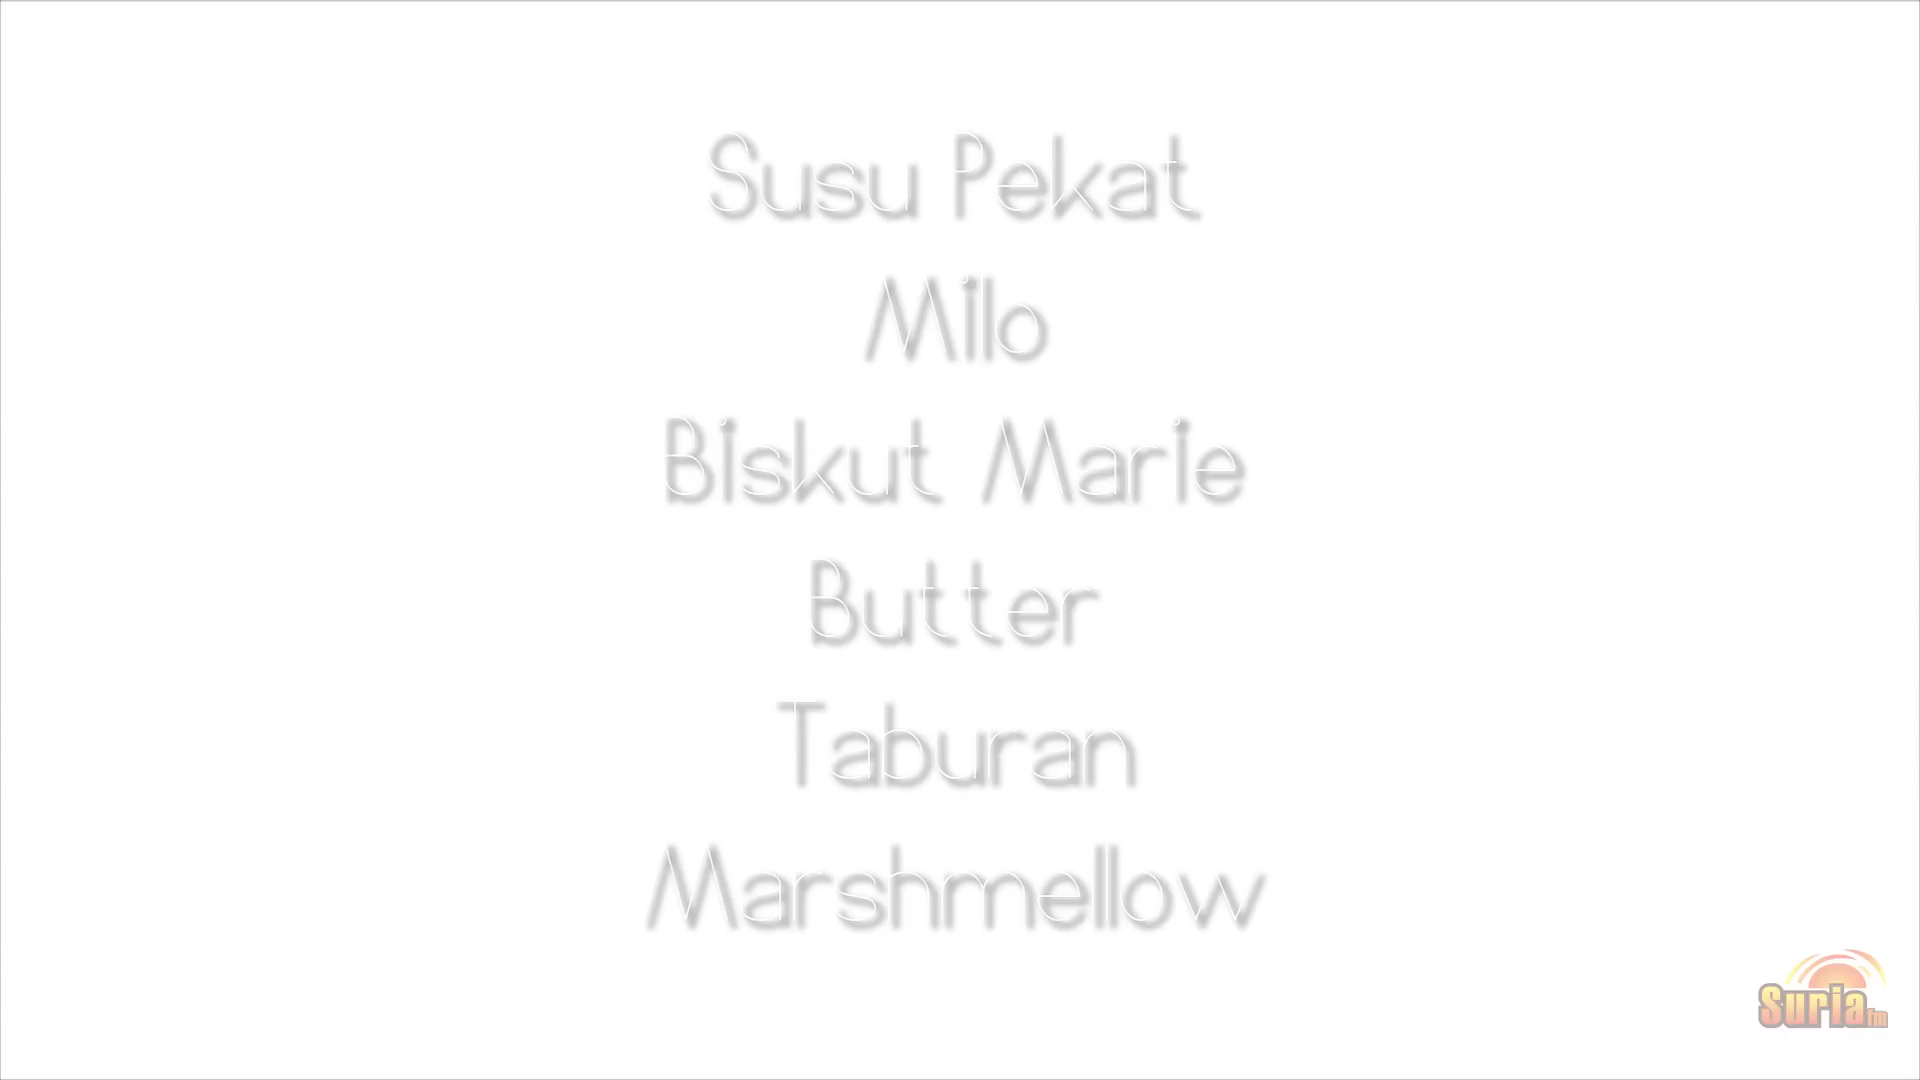 Susu Pekat
Milo
Biskut Marie
Butter
Taburan
Marshmellow
Suria fm